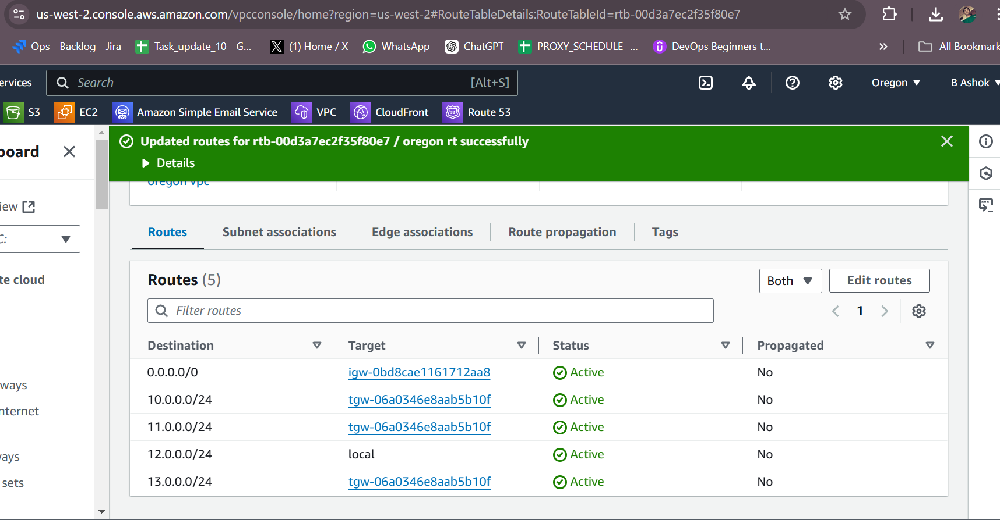 us-west-2.console.aws.amazon.com/vpcconsole/home?region=us-west-2#RouteTableDetails:RouteTableId=rtb-00d3a7ec2f35f80e7
Ops - Backlog - Jira Task_update_10 - G... (1) Home / X WhatsApp ChatGPT PROXY_SCHEDULE -... DevOps Beginners t... » All Bookmark
ervices Search [Alt+S] Oregon B Ashok
S3 EC2 Amazon Simple Email Service VPC CloudFront Route 53
Updated routes for rtb-00d3a7ec2f35f80e7 / oregon rt successfully
Details
board
oregon vpc
iew
C:
te cloud
ways
nternet
ways
sets
Routes Subnet associations Edge associations Route propagation Tags
Routes (5) Both Edit routes
Filter routes 1
Destination Target Status Propagated
0.0.0.0/0 igw-0bd8cae1161712aa8 Active No
10.0.0.0/24 tgw-06a0346e8aab5b10f Active No
11.0.0.0/24 tgw-06a0346e8aab5b10f Active No
12.0.0.0/24 local Active No
13.0.0.0/24 tgw-06a0346e8aab5b10f Active No